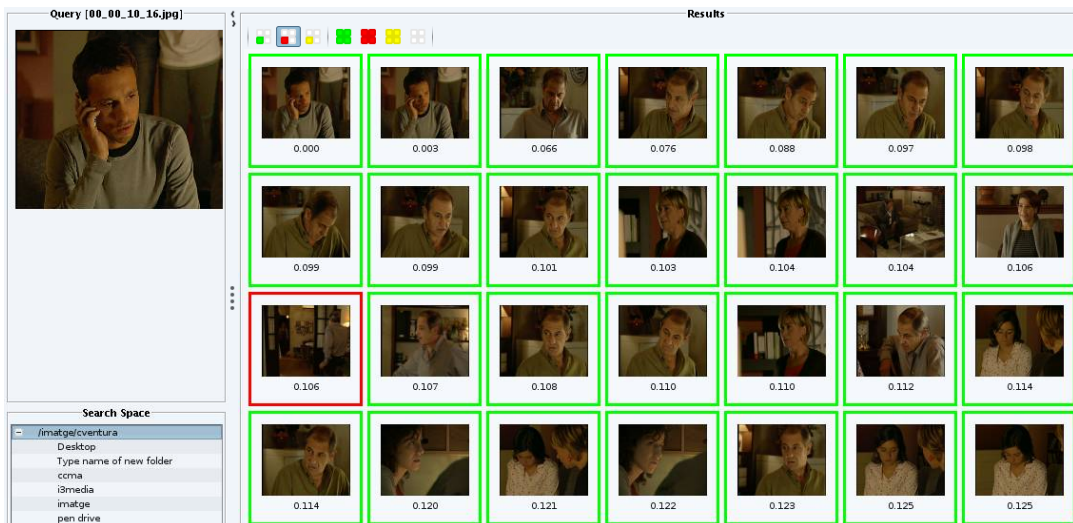 Query [00_00_10_16.jpg]
Results
0.000 0.003 0.066 0.076 0.088 0.097 0.098
0.099 0.099 0.101 0.103 0.104 0.104 0.106
0.106 0.107 0.108 0.110 0.110 0.112 0.114
0.114 0.120 0.121 0.122 0.123 0.125 0.125
Search Space
/imatge/cventura
Desktop
Type name of new folder
ccma
i3media
imatge
pen drive